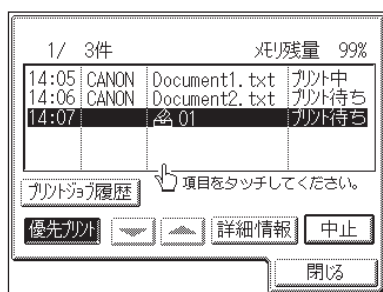 1/ 3件 メモリ残量 99%
14:05 CANON Document1.txt プリント中
14:06 CANON Document2.txt プリント待ち
14:07 01 プリント待ち
項目をタッチしてください。
プリントジョブ履歴
優先プリント 詳細情報 中止
閉じる